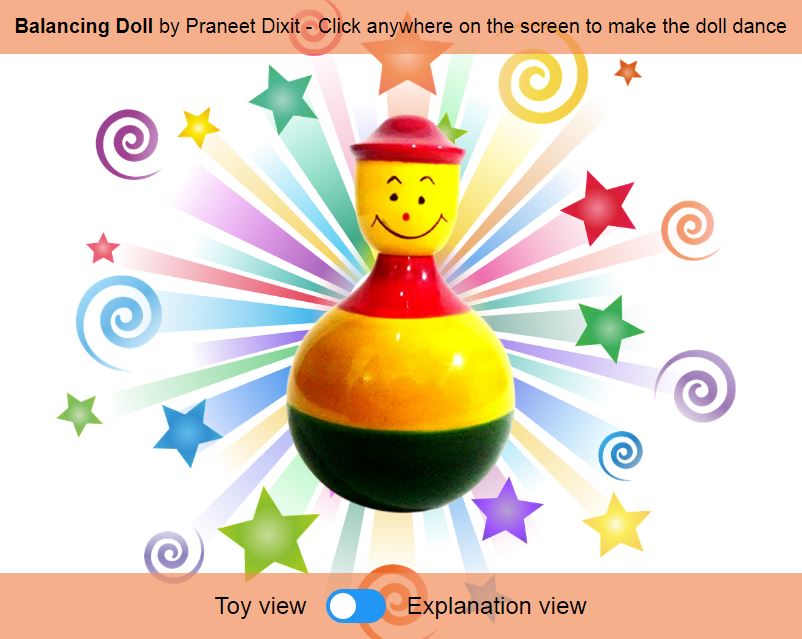 Balancing Doll by Praneet Dixit - Click anywhere on the screen to make the doll dance
Toy view Explanation view